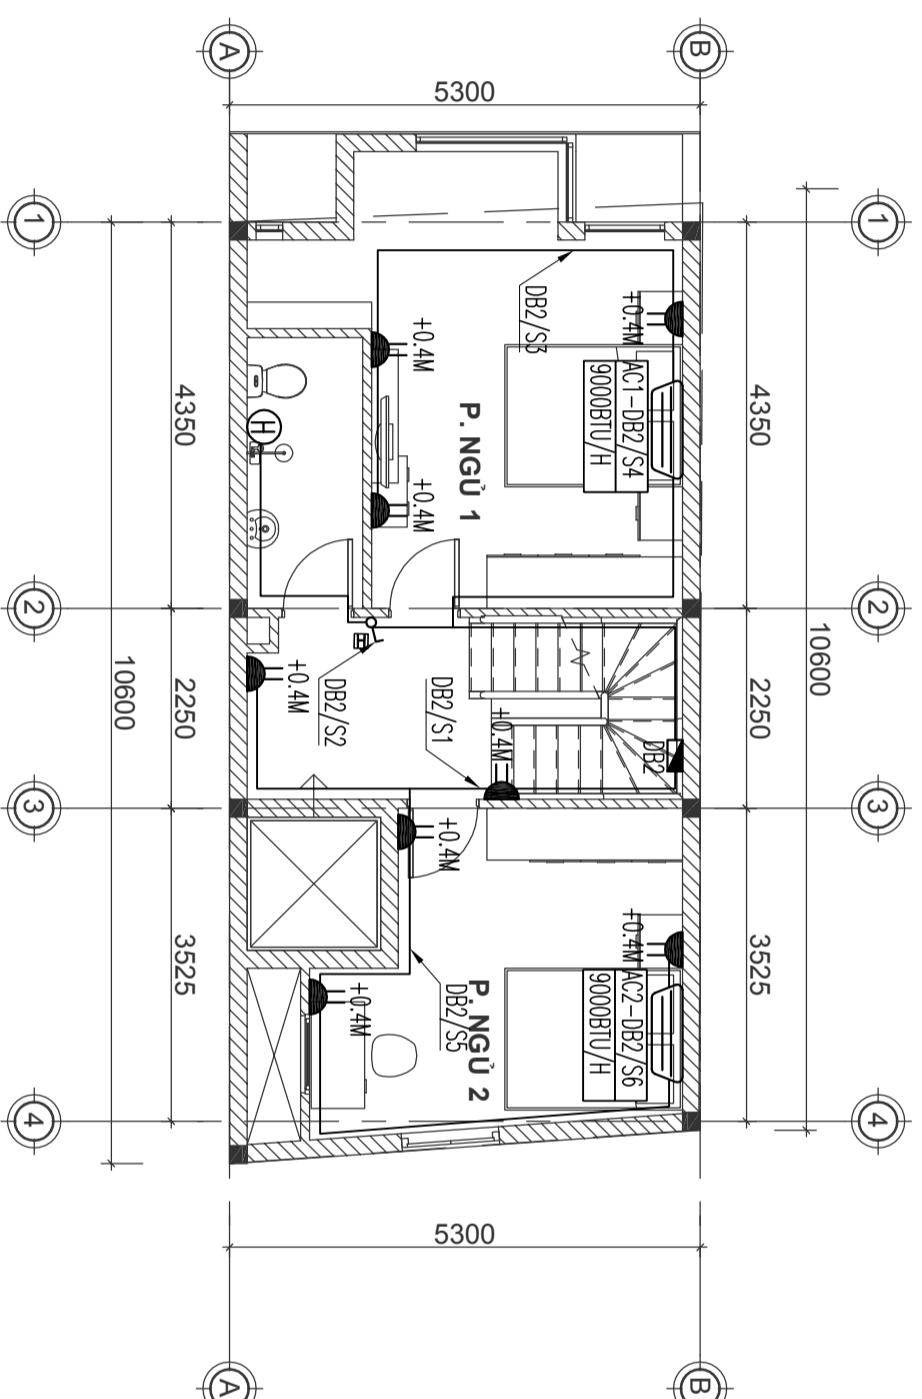 A
B
5300
1
1
4350
4350
10600
10600
DB2/S3
+0.4M
AC1-DB2/S4
9000BTU/H
+0.4M
P. NGỦ 1
+0.4M
H
2
2
2250
2250
+0.4M
DB2/S2
DB2/S1
+0.4M
DB2
3
3
3525
3525
+0.4M
+0.4M
AC2-DB2/S6
9000BTU/H
P. NGỦ 2
DB2/S5
+0.4M
4
4
5300
A
B